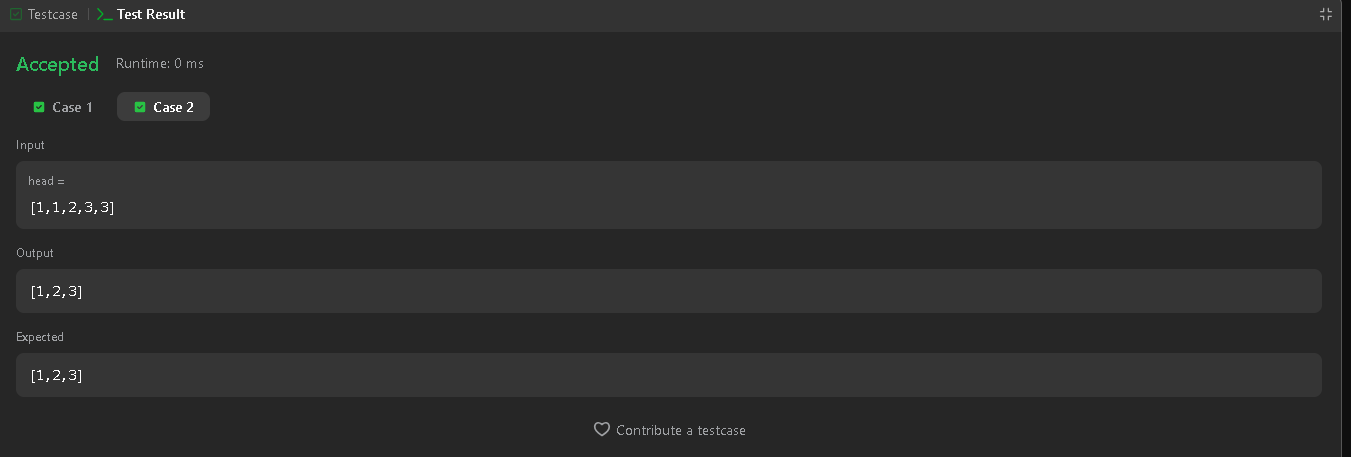 Testcase | Test Result
Accepted Runtime: 0 ms
Case 1 Case 2
Input
head =
[1,1,2,3,3]
Output
[1,2,3]
Expected
[1,2,3]
Contribute a testcase